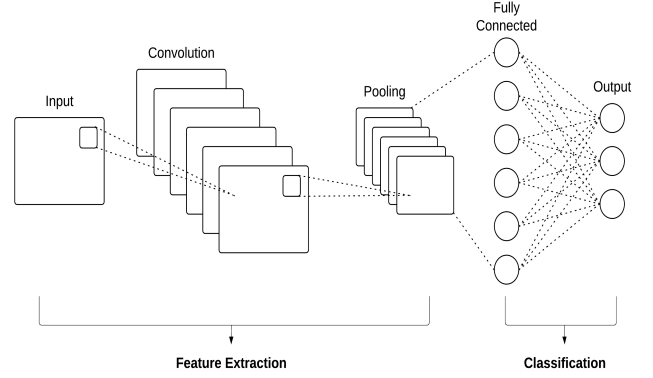 Fully
Connected
Convolution
Pooling
Output
Input
Feature Extraction
Classification